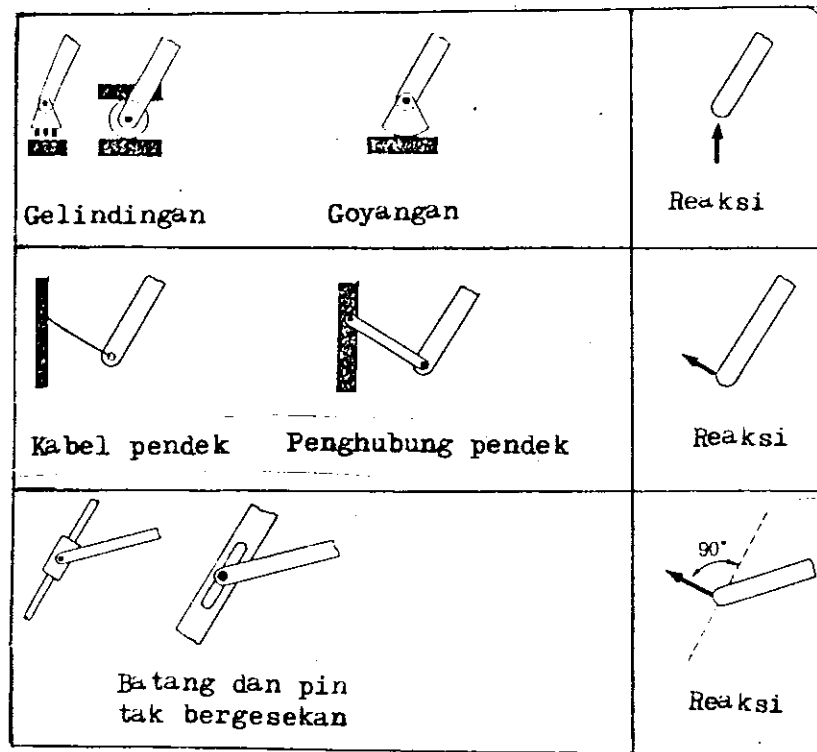 Gelindingan
Goyangan
Reaksi
Kabel pendek
Penghubung pendek
Reaksi
90°
Batang dan pin
tak bergesekan
Reaksi